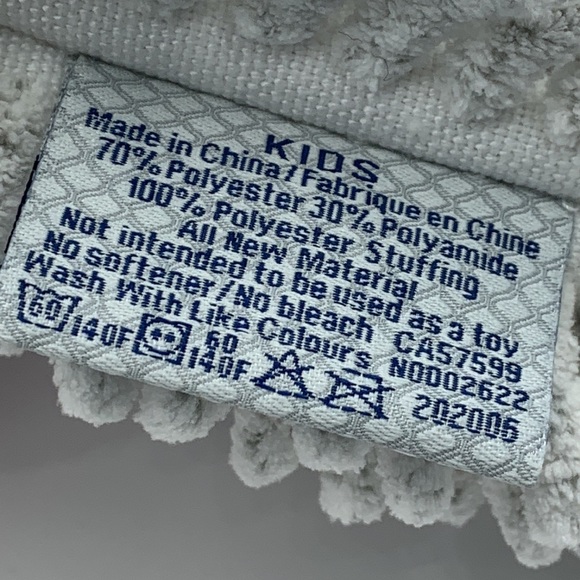 KIDS
Made in China/Fabrique en Chine
70% Polyester 30% Polyamide
100% Polyester Stuffing
All New Material
Not intended to be used as a toy
No softener/No bleach CA57599
Wash With Like Colours NOD02622
60 140F 60 140F 202006